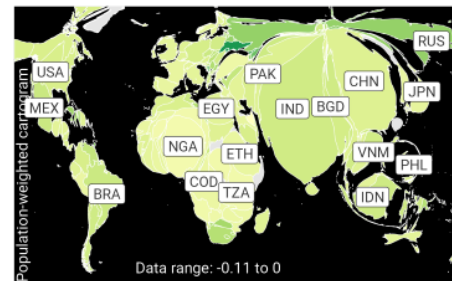 Population-weighted cartogram
RUS
USA
PAK
CHN
JPN
MEX
EGY
IND
BGD
NGA
ETH
VNM
PHL
COD
TZA
BRA
IDN
Data range: -0.11 to 0